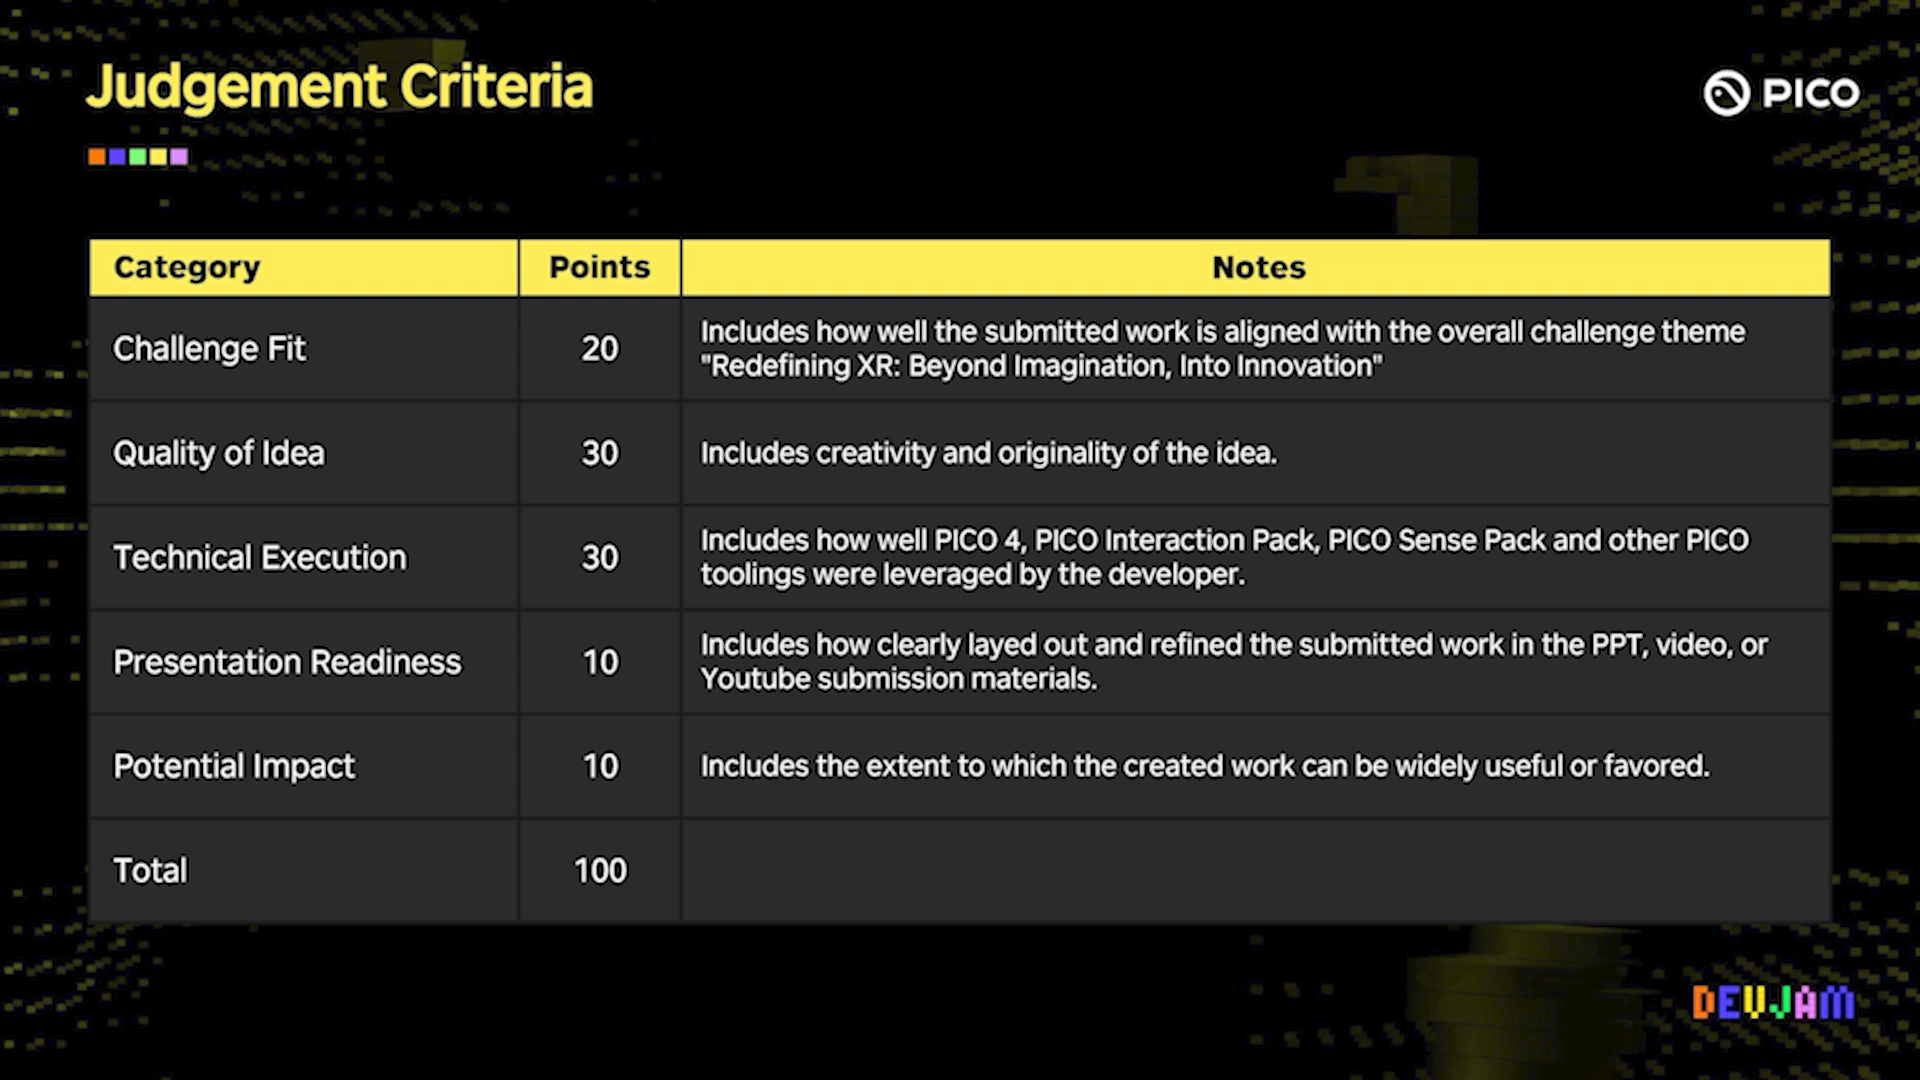 Judgement Criteria
PICO
Category Points Notes
Challenge Fit 20 Includes how well the submitted work is aligned with the overall challenge theme
"Redefining XR: Beyond Imagination, Into Innovation"
Quality of Idea 30 Includes creativity and originality of the idea.
Technical Execution 30 Includes how well PICO 4, PICO Interaction Pack, PICO Sense Pack and other PICO
toolings were leveraged by the developer.
Presentation Readiness 10 Includes how clearly layed out and refined the submitted work in the PPT, video, or
Youtube submission materials.
Potential Impact 10 Includes the extent to which the created work can be widely useful or favored.
Total 100
DEVJAM